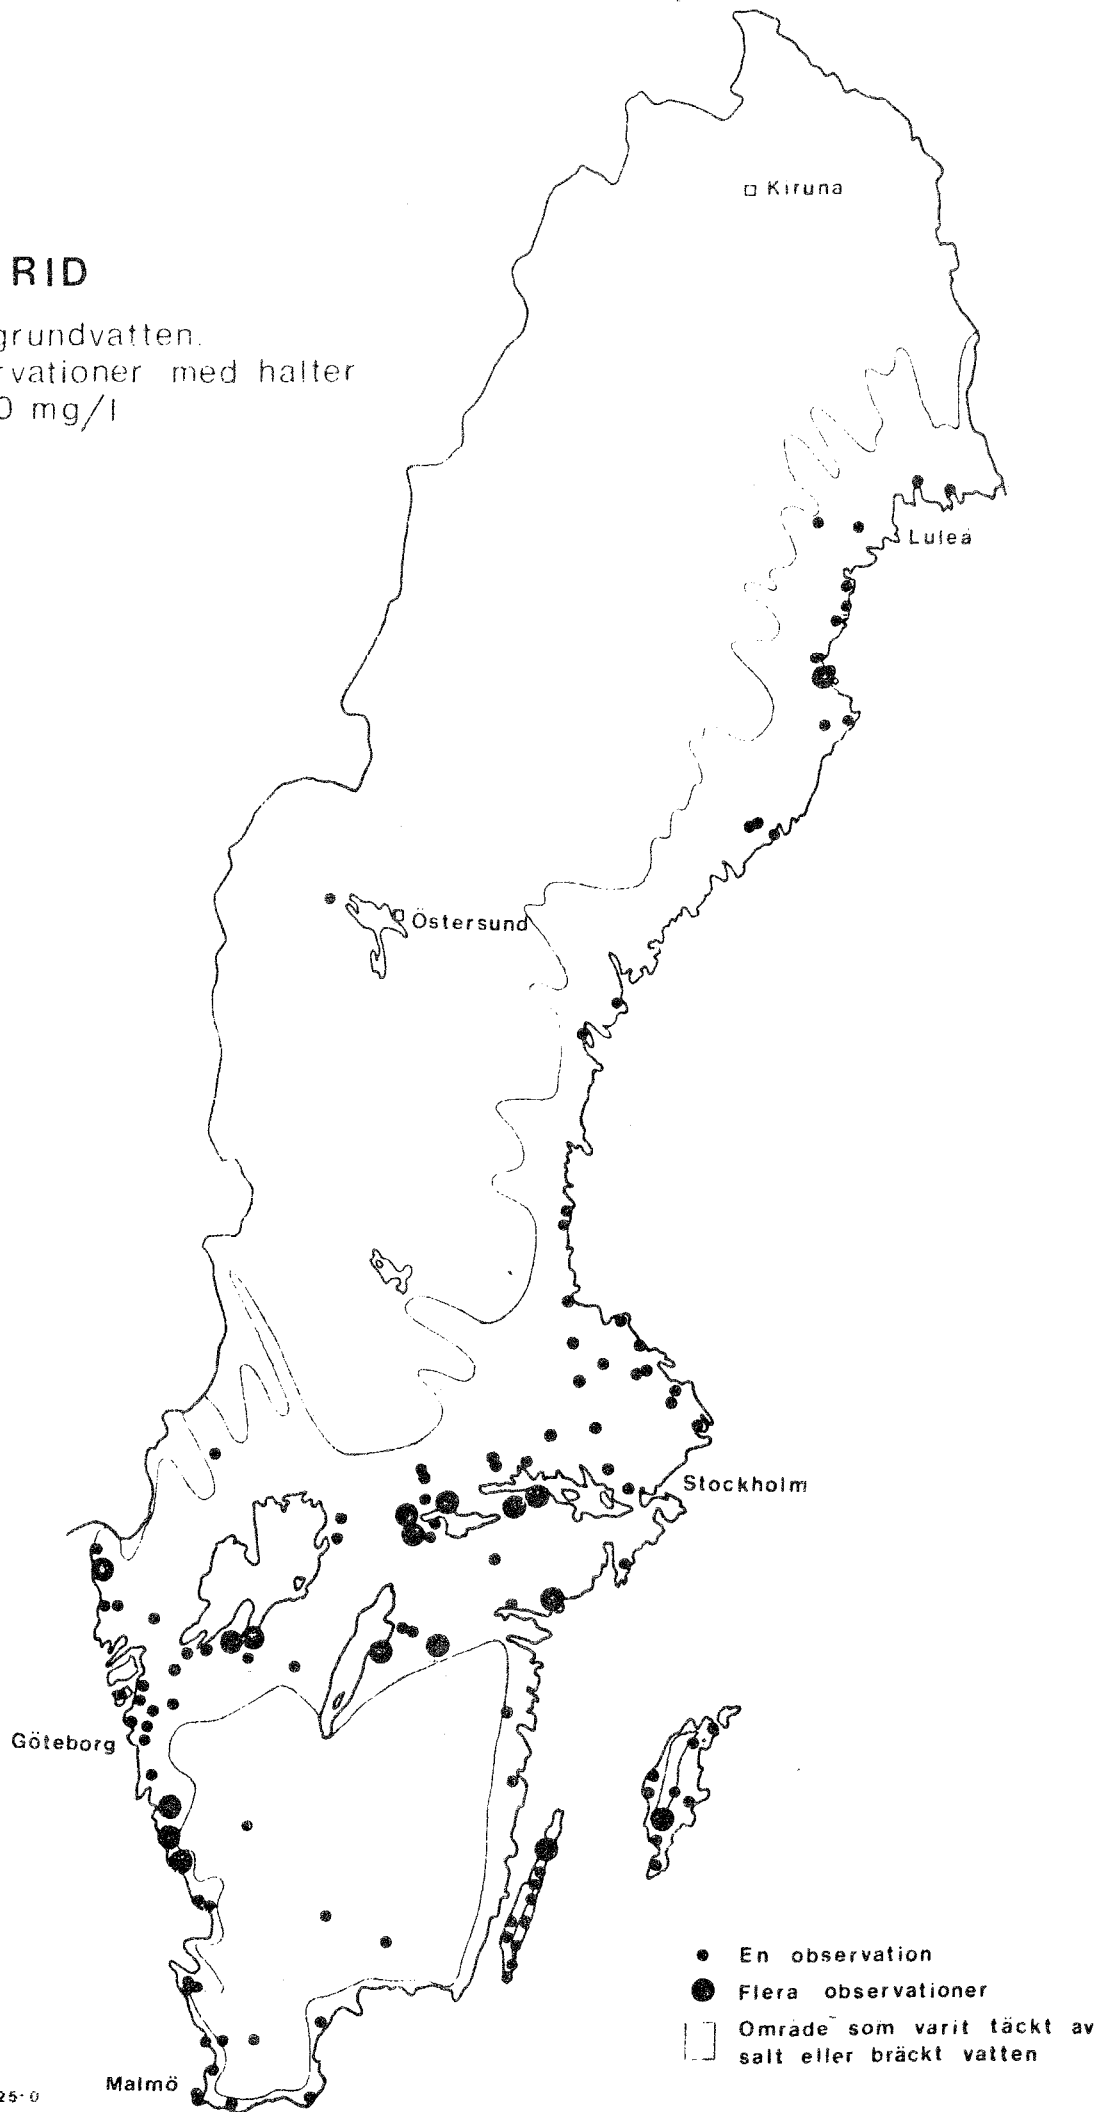 Kiruna
RID
grundvatten.
rvationer med halter
0 mg/l
Luleå
Östersund
Stockholm
Göteborg
En observation
Flera observationer
Område som varit täckt av
salt eller bräckt vatten
Malmö
25-0